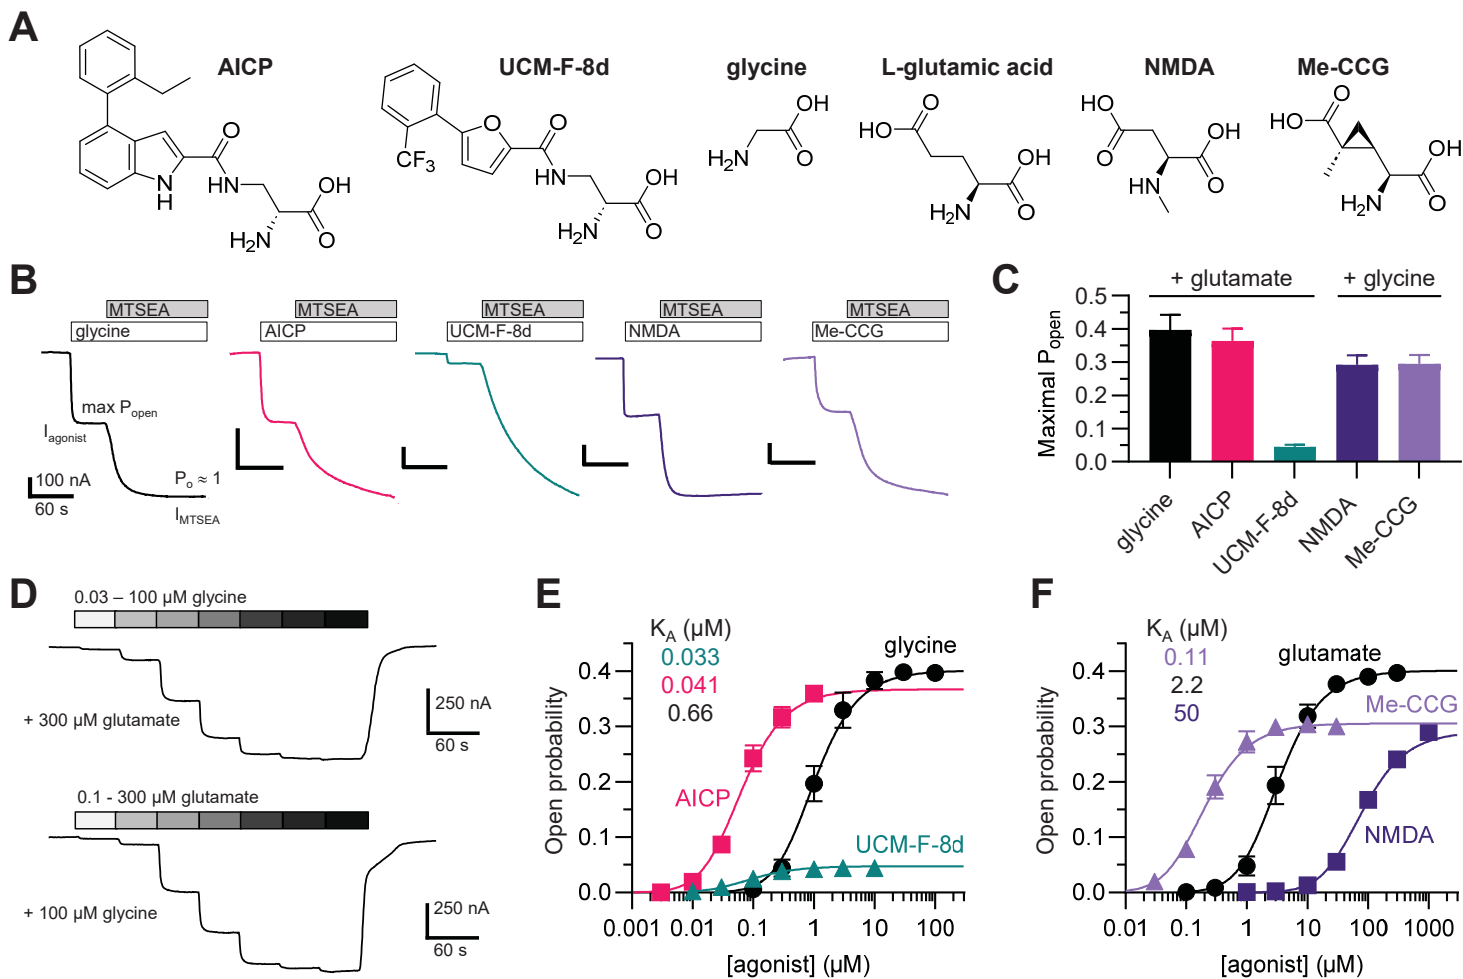 A
AICP
UCM-F-8d
glycine
L-glutamic acid
NMDA
Me-CCG
O
OH
HN
N
H
H2N
O
CF3
O
O
HN
OH
H2N
O
OH
H2N
O
O
HO
OH
H2N
O
HO
O
OH
HN
O
O
HO
OH
H2N
O
B
MTSEA
glycine
MTSEA
AICP
MTSEA
UCM-F-8d
MTSEA
NMDA
MTSEA
Me-CCG
max Popen
Iagonist
Po ≈ 1
IMTSEA
100 nA
60 s
C
+ glutamate
+ glycine
Maximal Popen
0.5
0.4
0.3
0.2
0.1
0.0
glycine
AICP
UCM-F-8d
NMDA
Me-CCG
D
0.03 – 100 µM glycine
+ 300 µM glutamate
250 nA
60 s
0.1 - 300 µM glutamate
+ 100 µM glycine
250 nA
60 s
E
KA (µM)
0.033
0.041
0.66
glycine
AICP
UCM-F-8d
Open probability
0.4
0.3
0.2
0.1
0.0
0.001
0.1
1
10
100
[agonist] (µM)
F
KA (µM)
0.11
2.2
50
glutamate
Me-CCG
NMDA
Open probability
0.4
0.3
0.2
0.1
0.0
0.01
0.1
1
10
100
1000
[agonist] (µM)